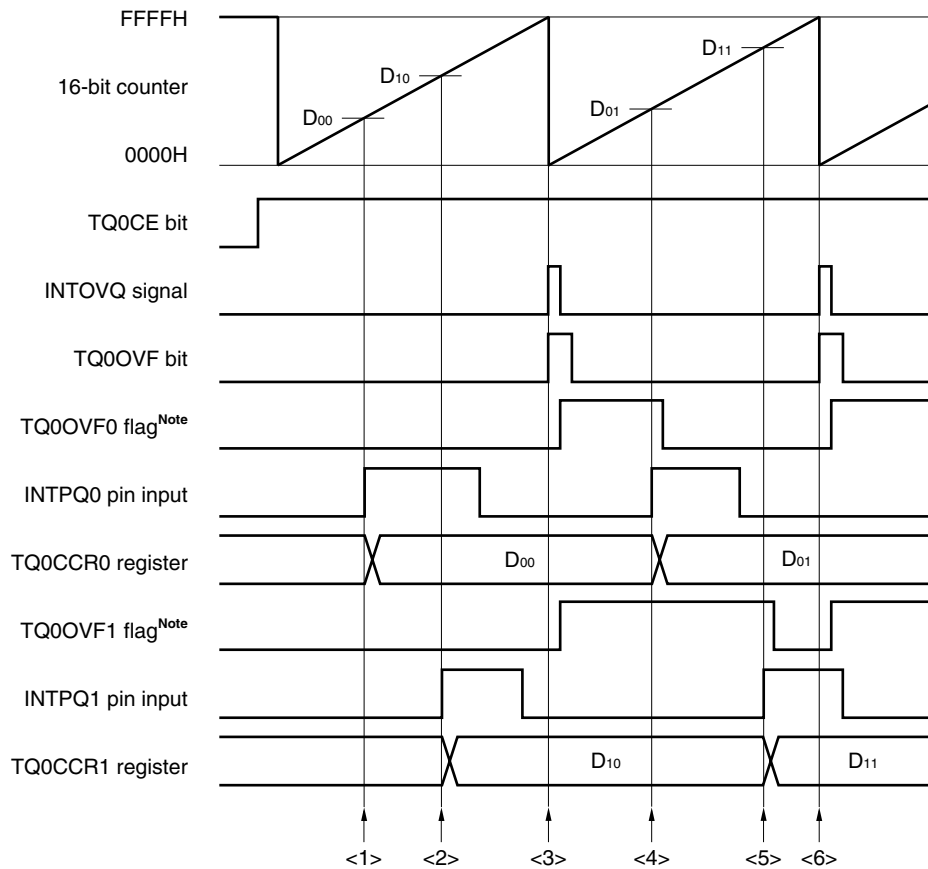 FFFFH
D11
D10
16-bit counter
D01
D00
0000H
TQ0CE bit
INTOVQ signal
TQ0OVF bit
TQ0OVF0 flagNote
INTPQ0 pin input
TQ0CCR0 register
D00
D01
TQ0OVF1 flagNote
INTPQ1 pin input
TQ0CCR1 register
D10
D11
<1> <2> <3> <4> <5> <6>